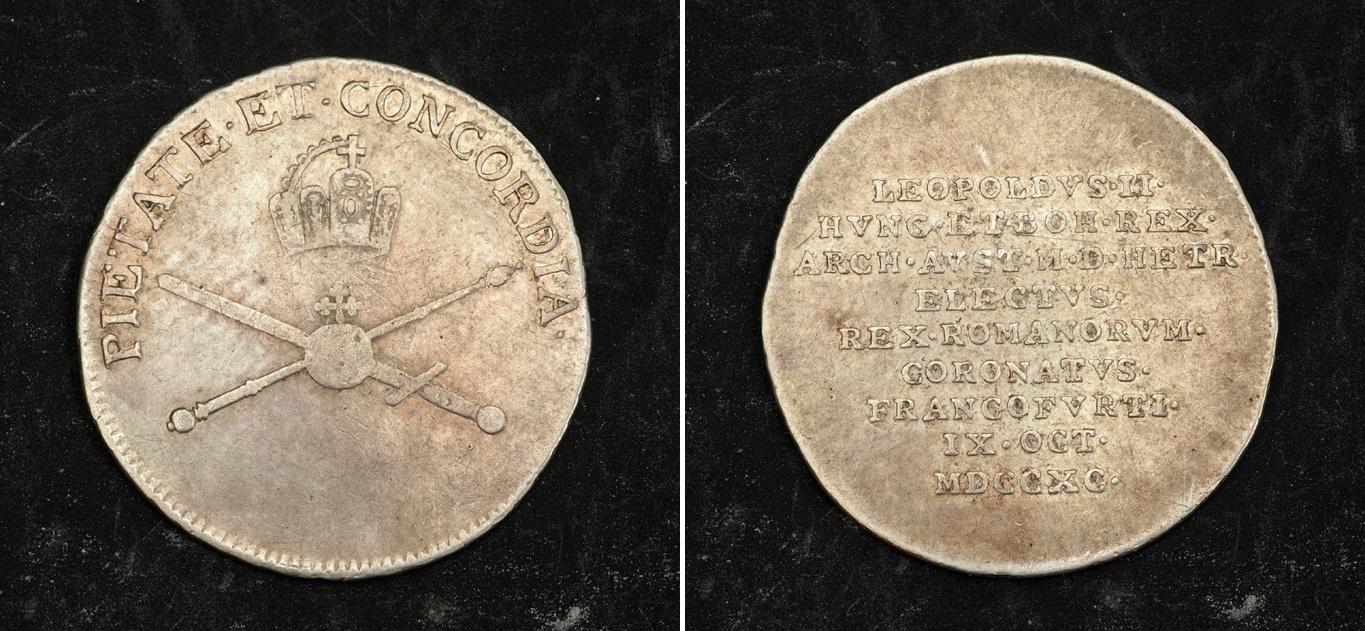 PIETATE·ET·CONCORDIA·
LEOPOLDVS·II·
HVNG·ET·BOH·REX·
ARCH·AVST·M·D·HETR·
ELECTVS·
REX·ROMANORVM·
CORONATVS·
FRANCOFVRTI·
IX·OCT·
MDCCXC·